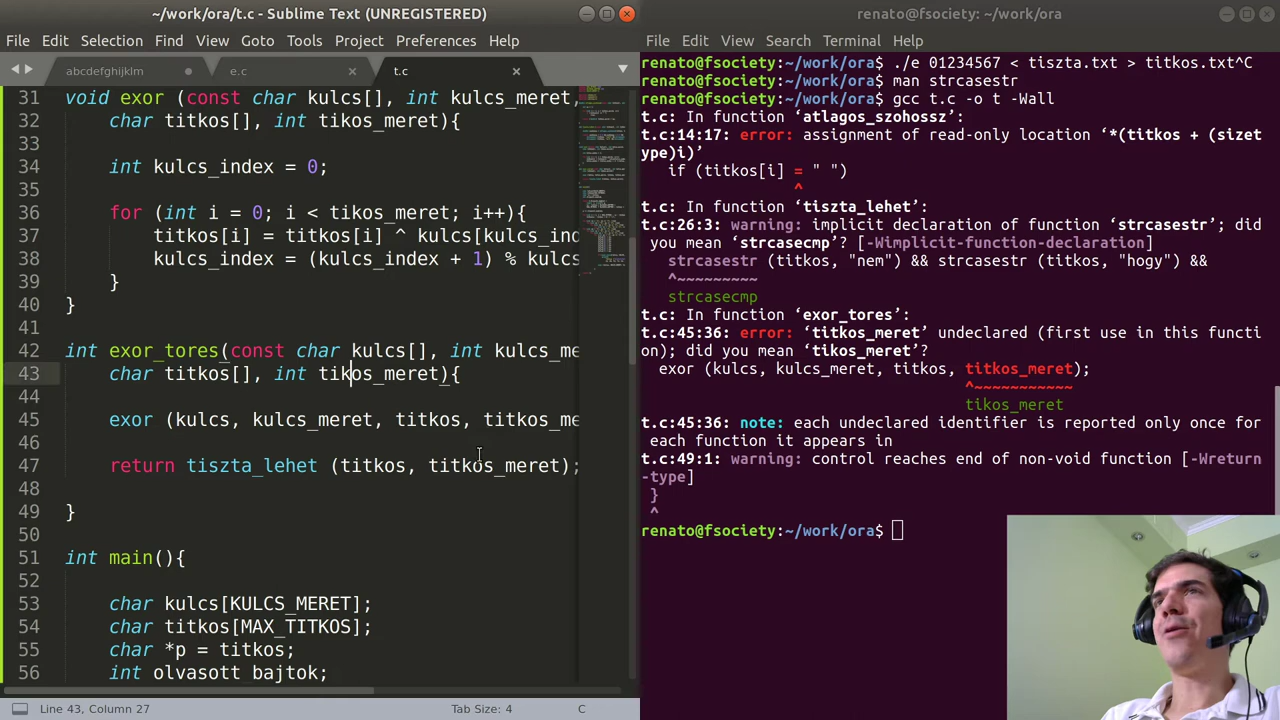 ~/work/ora/t.c - Sublime Text (UNREGISTERED)
File Edit Selection Find View Goto Tools Project Preferences Help
abcdefghijklm
e.c
t.c
31 void exor (const char kulcs[], int kulcs_meret,
32 char titkos[], int tikos_meret){
33
34 int kulcs_index = 0;
35
36 for (int i = 0; i < tikos_meret; i++){
37 titkos[i] = titkos[i] ^ kulcs[kulcs_ind
38 kulcs_index = (kulcs_index + 1) % kulcs
39 }
40 }
41
42 int exor_tores(const char kulcs[], int kulcs_me
43 char titkos[], int tikos_meret){
44
45 exor (kulcs, kulcs_meret, titkos, titkos_me
46
47 return tiszta_lehet (titkos, titkos_meret);
48
49 }
50
51 int main(){
52
53 char kulcs[KULCS_MERET];
54 char titkos[MAX_TITKOS];
55 char *p = titkos;
56 int olvasott_bajtok;
Line 43, Column 27
Tab Size: 4
C
renato@fsociety: ~/work/ora
File Edit View Search Terminal Help
renato@fsociety:~/work/ora$ ./e 01234567 < tiszta.txt > titkos.txt^C
renato@fsociety:~/work/ora$ man strcasestr
renato@fsociety:~/work/ora$ gcc t.c -o t -Wall
t.c: In function ‘atlagos_szohossz’:
t.c:14:17: error: assignment of read-only location ‘*(titkos + (sizet
ype)i)’
if (titkos[i] = " ")
^
t.c: In function ‘tiszta_lehet’:
t.c:26:3: warning: implicit declaration of function ‘strcasestr’; did
you mean ‘strcasecmp’? [-Wimplicit-function-declaration]
strcasestr (titkos, "nem") && strcasestr (titkos, "hogy") &&
^~~~~~~~~~
strcasecmp
t.c: In function ‘exor_tores’:
t.c:45:36: error: ‘titkos_meret’ undeclared (first use in this functi
on); did you mean ‘tikos_meret’?
exor (kulcs, kulcs_meret, titkos, titkos_meret);
^~~~~~~~~~~~
tikos_meret
t.c:45:36: note: each undeclared identifier is reported only once for
each function it appears in
t.c:49:1: warning: control reaches end of non-void function [-Wreturn
-type]
}
^
renato@fsociety:~/work/ora$